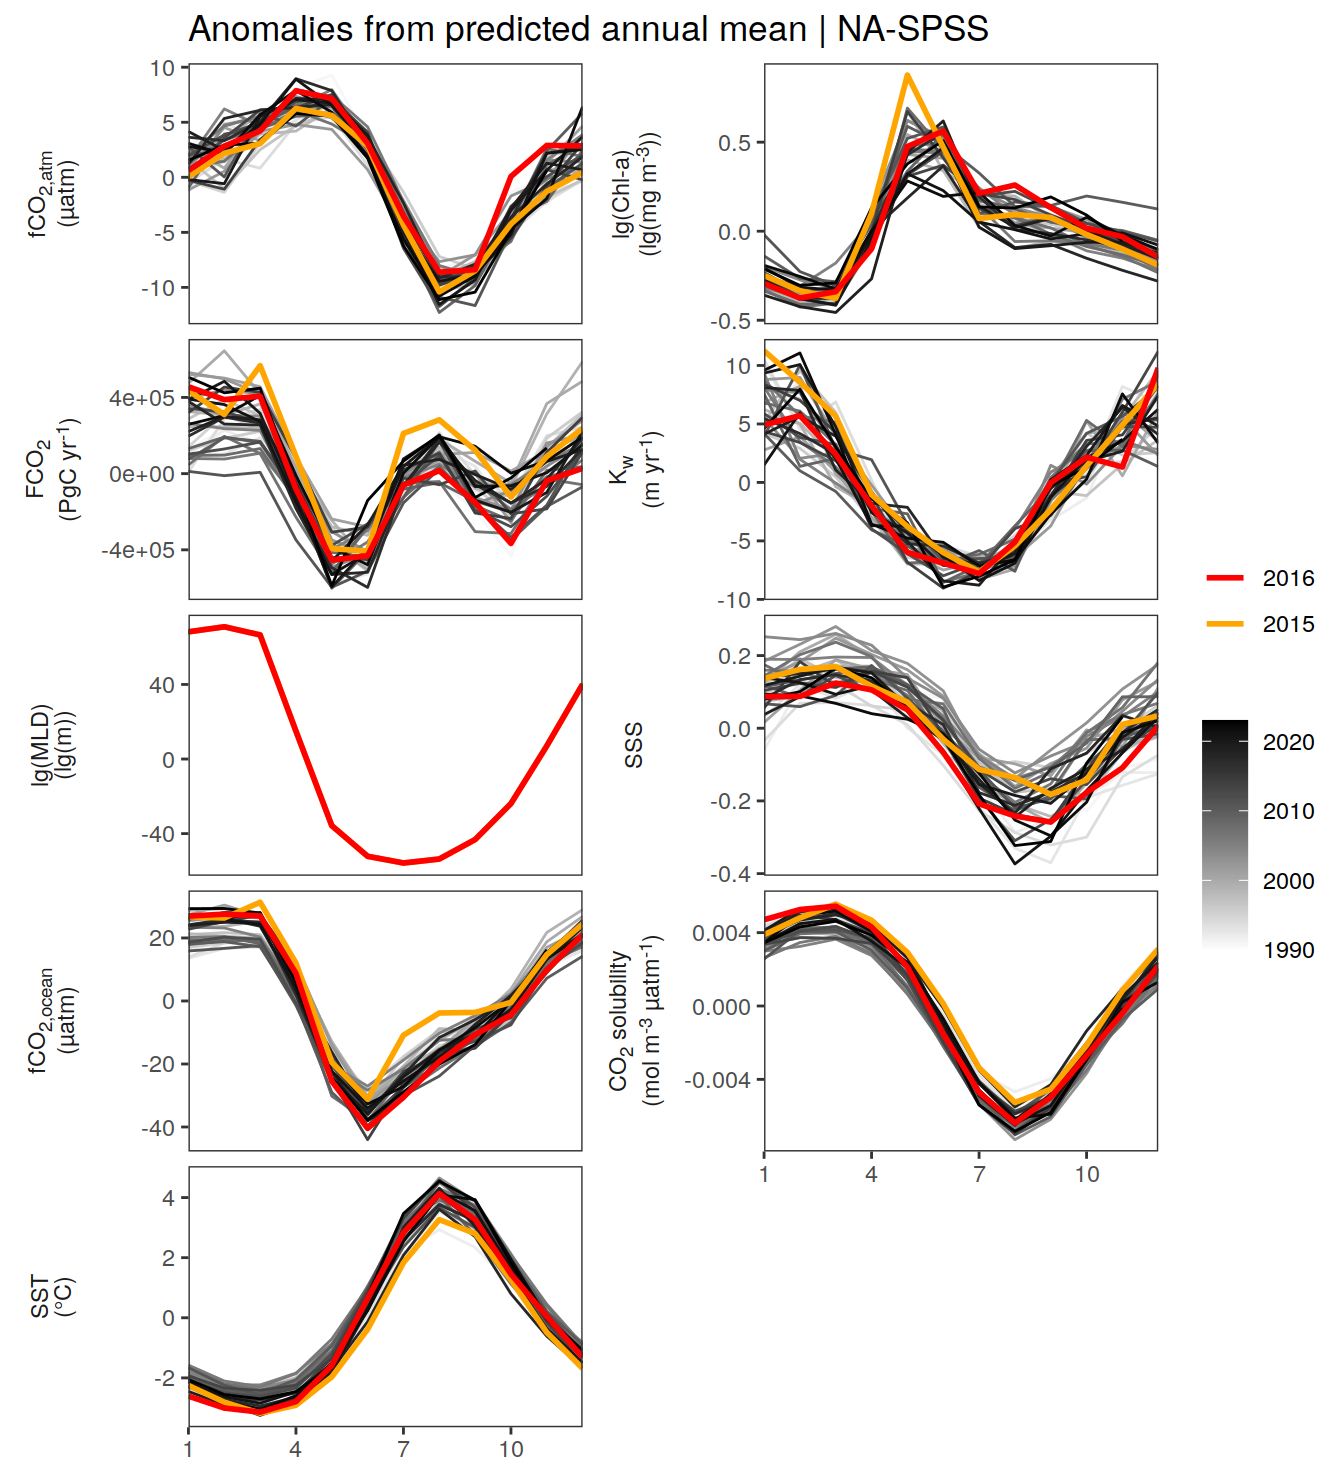 Anomalies from predicted annual mean | NA-SPSS
fCO2,atm
(µatm)
10
5
0
-5
-10
lg(Chl-a)
(lg(mg m-3))
0.5
0.0
-0.5
FCO2
(PgC yr-1)
4e+05
0e+00
-4e+05
Kw
(m yr-1)
10
5
0
-5
-10
lg(MLD)
(lg(m))
40
0
-40
SSS
0.2
0.0
-0.2
-0.4
fCO2,ocean
(µatm)
20
0
-20
-40
CO2 solubility
(mol m-3 µatm-1)
0.004
0.000
-0.004
1 4 7 10
SST
(°C)
4
2
0
-2
1 4 7 10
2016
2015
2020
2010
2000
1990